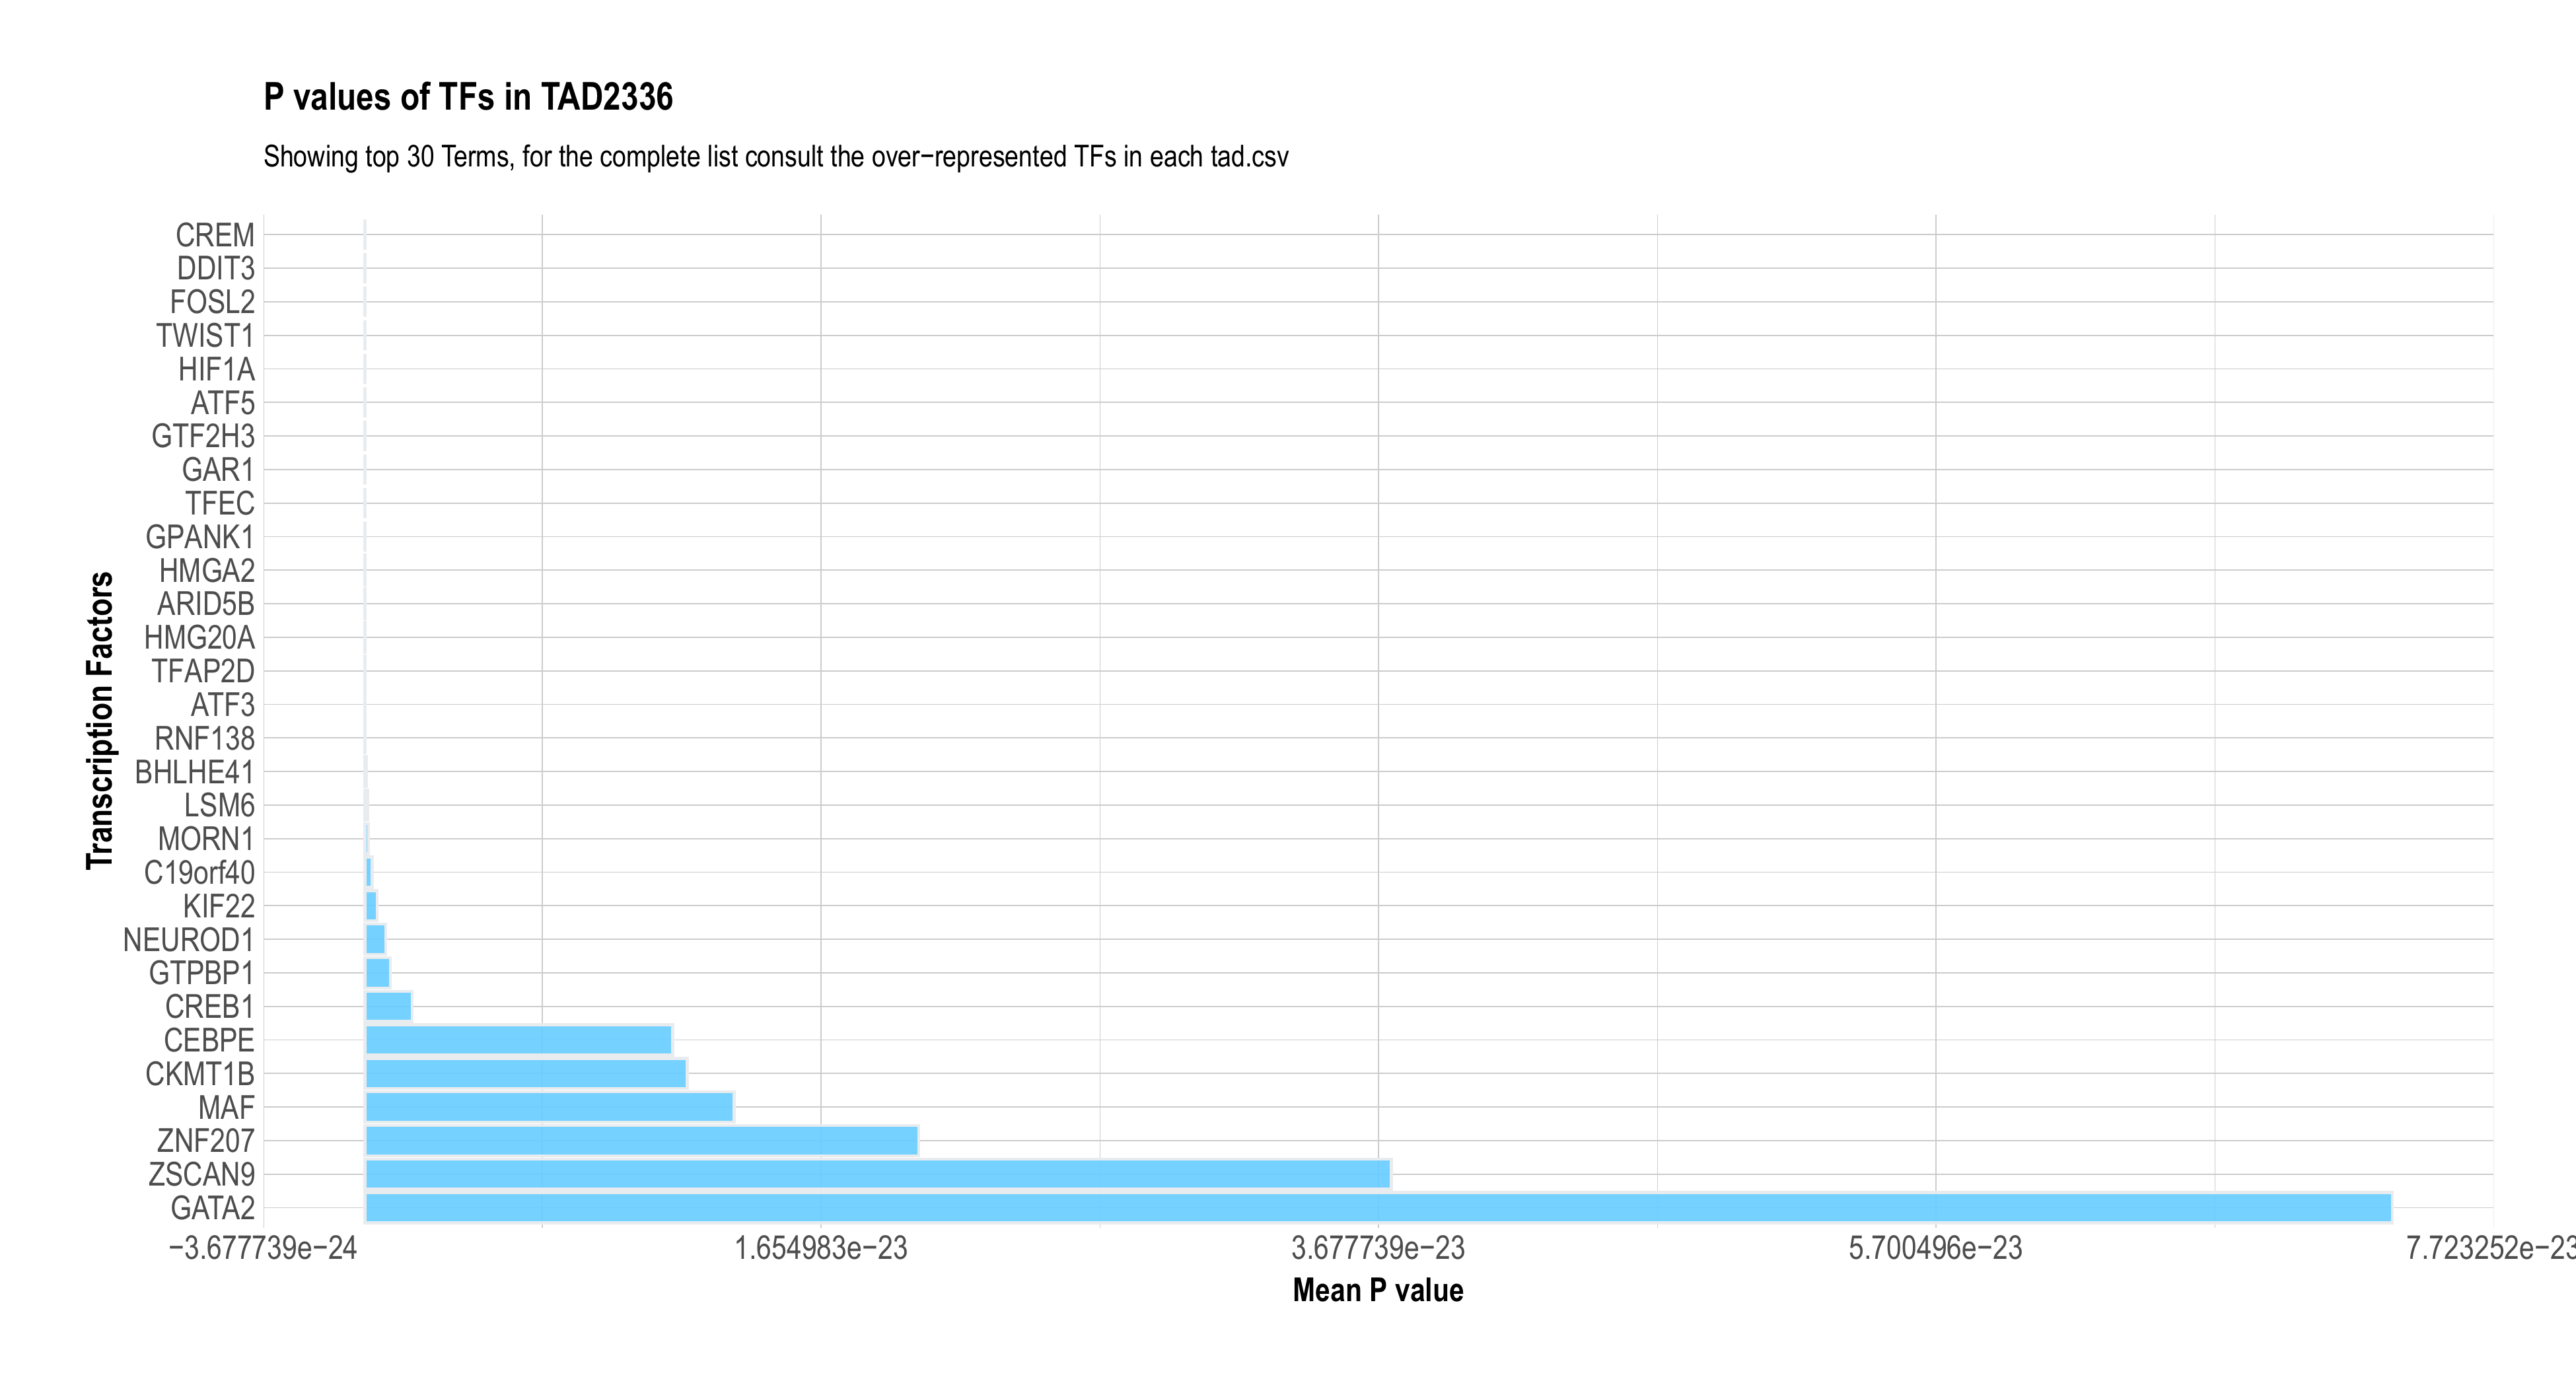 P values of TFs in TAD2336
Showing top 30 Terms, for the complete list consult the over−represented TFs in each tad.csv
Transcription Factors
CREM
DDIT3
FOSL2
TWIST1
HIF1A
ATF5
GTF2H3
GAR1
TFEC
GPANK1
HMGA2
ARID5B
HMG20A
TFAP2D
ATF3
RNF138
BHLHE41
LSM6
MORN1
C19orf40
KIF22
NEUROD1
GTPBP1
CREB1
CEBPE
CKMT1B
MAF
ZNF207
ZSCAN9
GATA2
−3.677739e−24 1.654983e−23 3.677739e−23 5.700496e−23 7.723252e−23
Mean P value